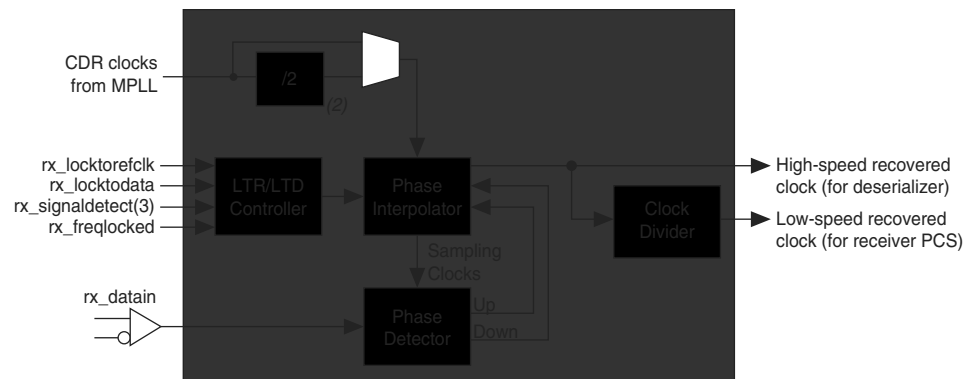 CDR clocks
from MPLL
/2
(2)
rx_locktorefclk
rx_locktodata
rx_signaldetect(3)
rx_freqlocked
LTR/LTD
Controller
Phase
Interpolator
High-speed recovered
clock (for deserializer)
Clock
Divider
Low-speed recovered
clock (for receiver PCS)
Sampling
Clocks
rx_datain
Phase
Detector
Up
Down